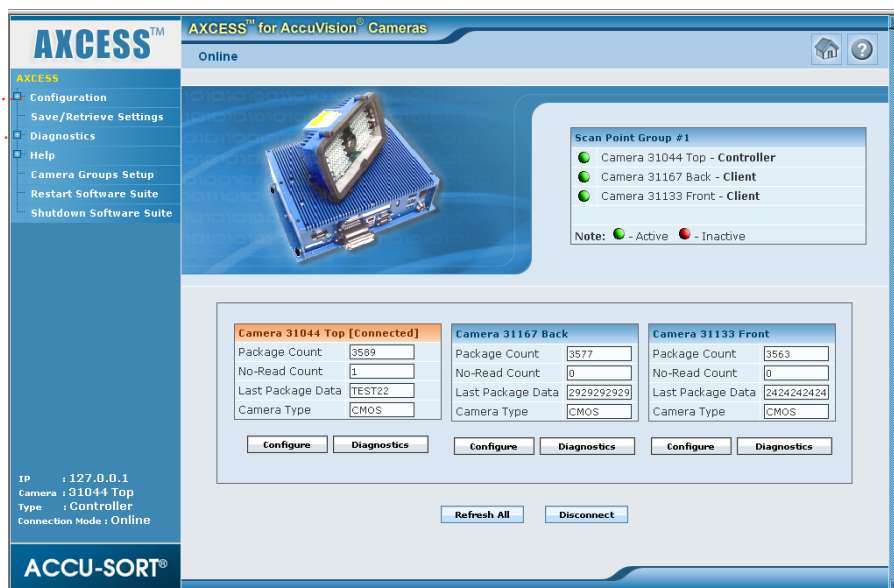 AXCESS™
AXCESS™ for AccuVision® Cameras
Online
AXCESS
Configuration
Save/Retrieve Settings
Diagnostics
Help
Camera Groups Setup
Restart Software Suite
Shutdown Software Suite
Scan Point Group #1
Camera 31044 Top - Controller
Camera 31167 Back - Client
Camera 31133 Front - Client
Note: - Active - Inactive
Camera 31044 Top [Connected]
Package Count 3589
No-Read Count 1
Last Package Data TEST22
Camera Type CMOS
Configure Diagnostics
Camera 31167 Back
Package Count 3577
No-Read Count 0
Last Package Data 2929292929
Camera Type CMOS
Configure Diagnostics
Camera 31133 Front
Package Count 3563
No-Read Count 0
Last Package Data 2424242424
Camera Type CMOS
Configure Diagnostics
Refresh All Disconnect
IP : 127.0.0.1
Camera : 31044 Top
Type : Controller
Connection Mode : Online
ACCU-SORT®